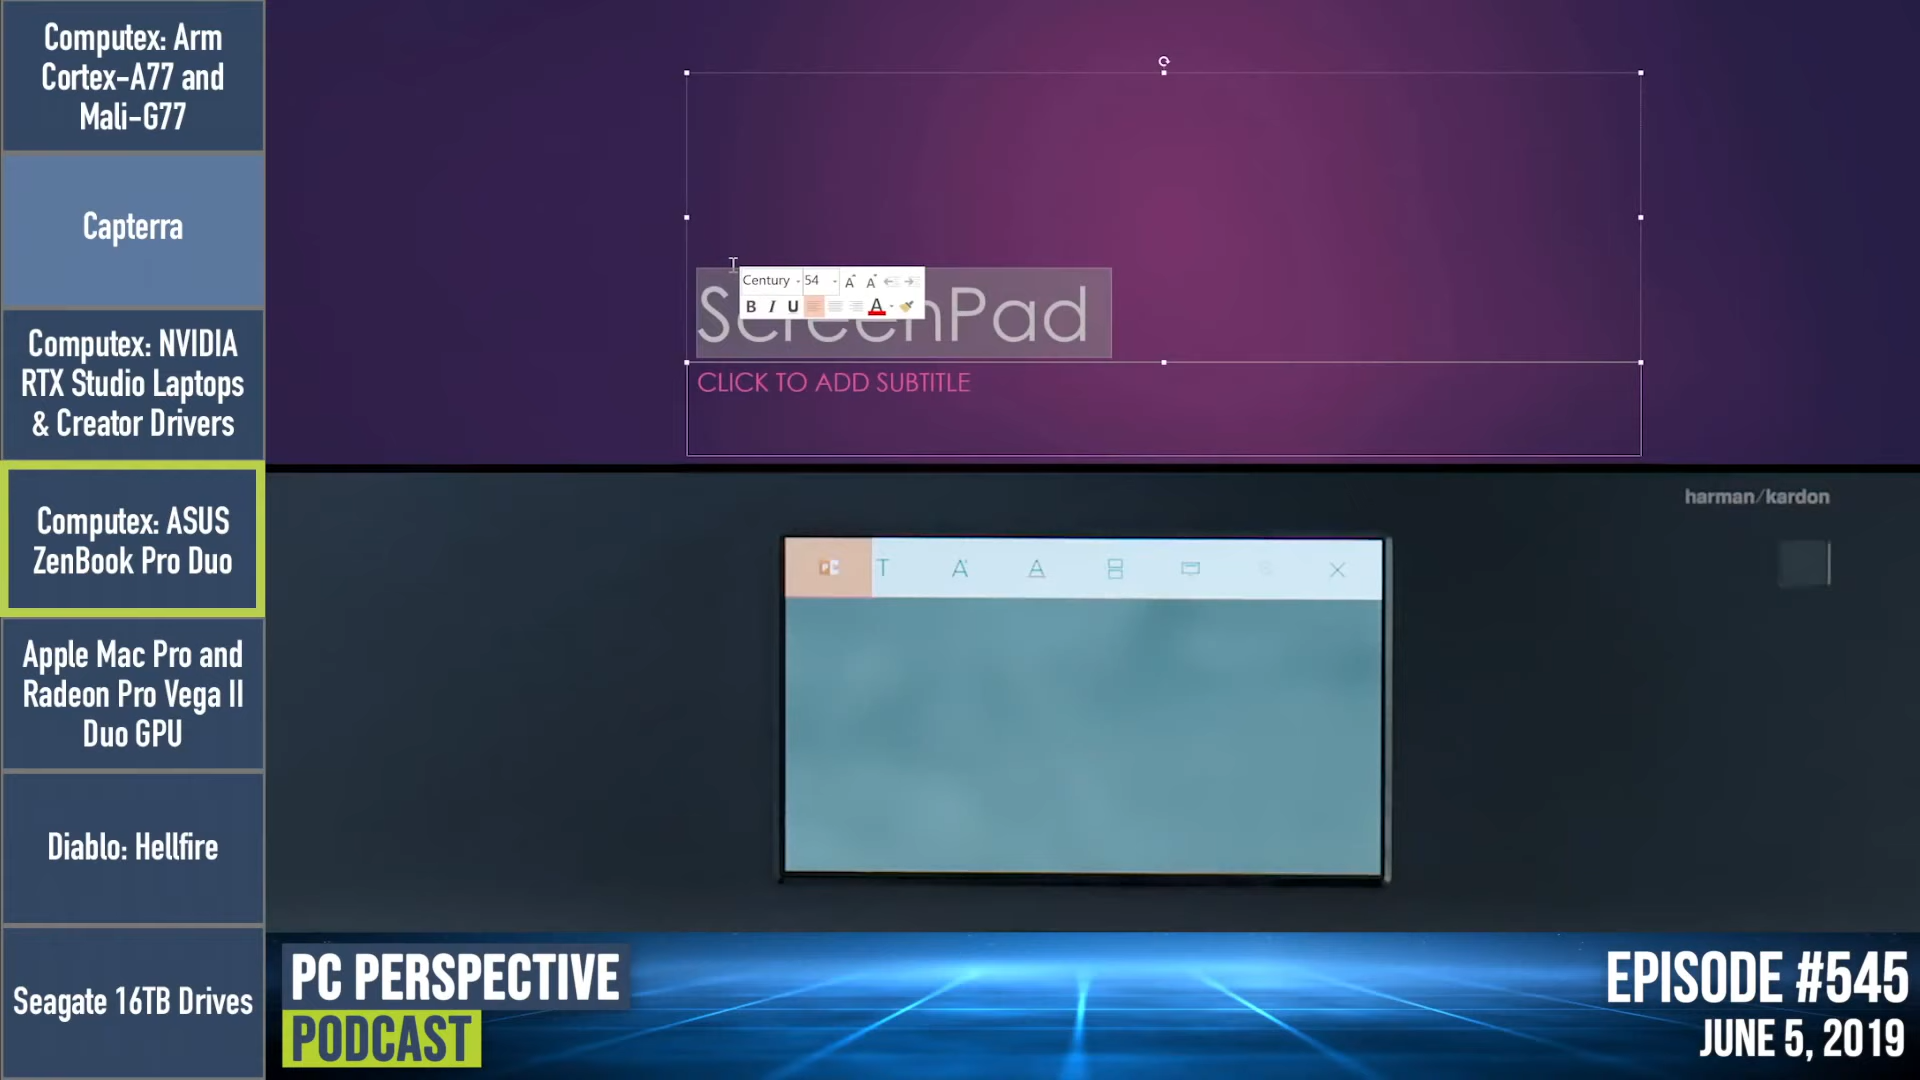 Computex: Arm
Cortex-A77 and
Mali-G77
Capterra
Computex: NVIDIA
RTX Studio Laptops
& Creator Drivers
Computex: ASUS
ZenBook Pro Duo
Apple Mac Pro and
Radeon Pro Vega II
Duo GPU
Diablo: Hellfire
Seagate 16TB Drives
Century 54
B I U A
ScreenPad
CLICK TO ADD SUBTITLE
harman/kardon
T A A
PC PERSPECTIVE
PODCAST
EPISODE #545
JUNE 5, 2019